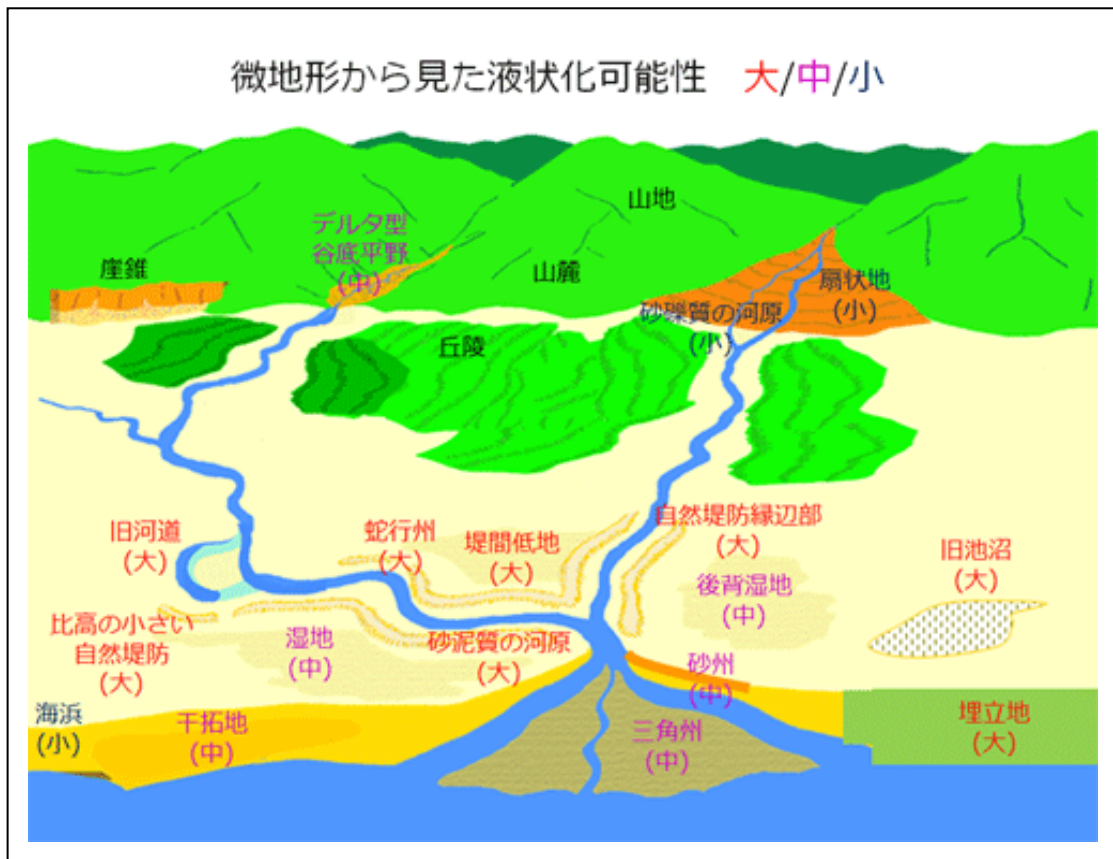 微地形から見た液状化可能性 大/中/小
山地
デルタ型
谷底平野
(中)
崖錐
山麓
扇状地
(小)
砂礫質の河原
(小)
丘陵
旧河道
(大)
蛇行州
(大)
堤間低地
(大)
自然堤防縁辺部
(大)
旧池沼
(大)
後背湿地
(中)
比高の小さい
自然堤防
(大)
湿地
(中)
砂泥質の河原
(大)
砂州
(中)
海浜
(小)
干拓地
(中)
三角州
(中)
埋立地
(大)